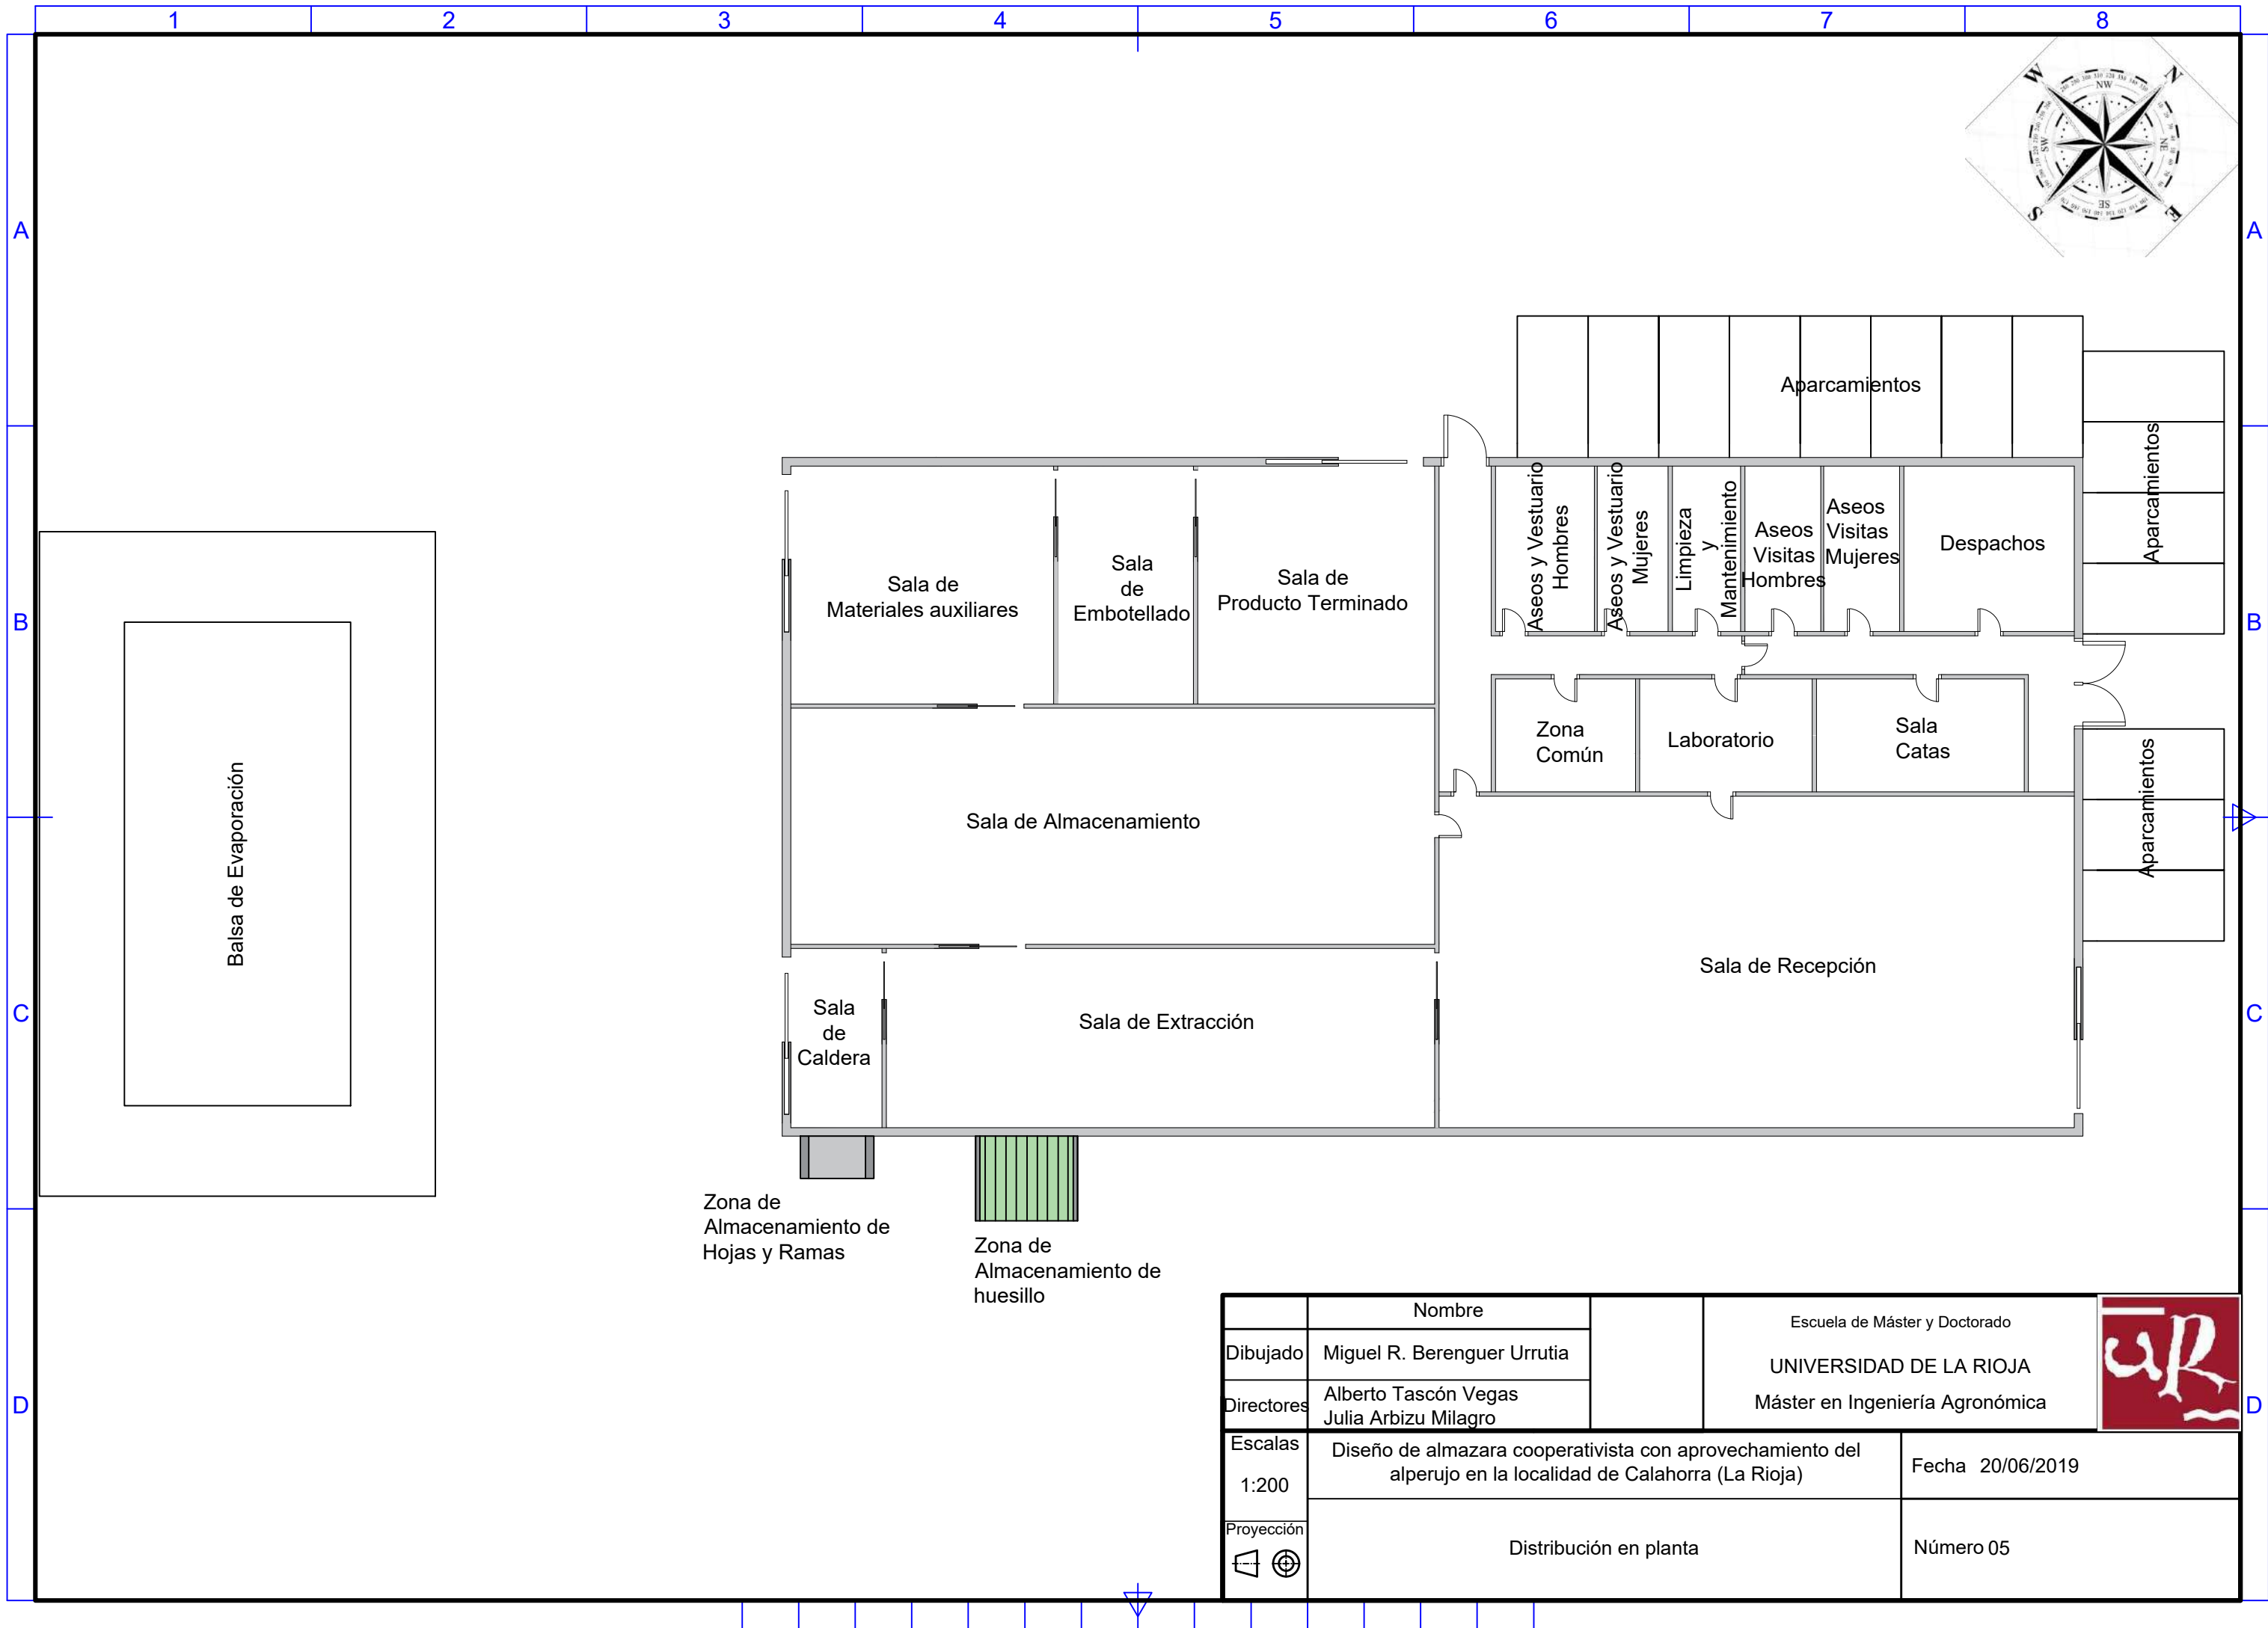 1 2 3 4 5 6 7 8
A
A
B
B
C
C
D
D
W
N
S
E
NW
NE
SW
SE
Aparcamientos
Aparcamientos
Aparcamientos
Sala de
Materiales auxiliares
Sala
de
Embotellado
Sala de
Producto Terminado
Aseos y Vestuario
Hombres
Aseos y Vestuario
Mujeres
Limpieza
y
Mantenimiento
Aseos
Visitas
Hombres
Aseos
Visitas
Mujeres
Despachos
Zona
Común
Laboratorio
Sala
Catas
Balsa de Evaporación
Sala de Almacenamiento
Sala de Recepción
Sala
de
Caldera
Sala de Extracción
Zona de
Almacenamiento de
Hojas y Ramas
Zona de
Almacenamiento de
huesillo
Nombre
Dibujado
Miguel R. Berenguer Urrutia
Directores
Alberto Tascón Vegas
Julia Arbizu Milagro
Escuela de Máster y Doctorado
UNIVERSIDAD DE LA RIOJA
Máster en Ingeniería Agronómica
UR
Escalas
1:200
Diseño de almazara cooperativista con aprovechamiento del
alperujo en la localidad de Calahorra (La Rioja)
Fecha 20/06/2019
Proyección
Distribución en planta
Número 05